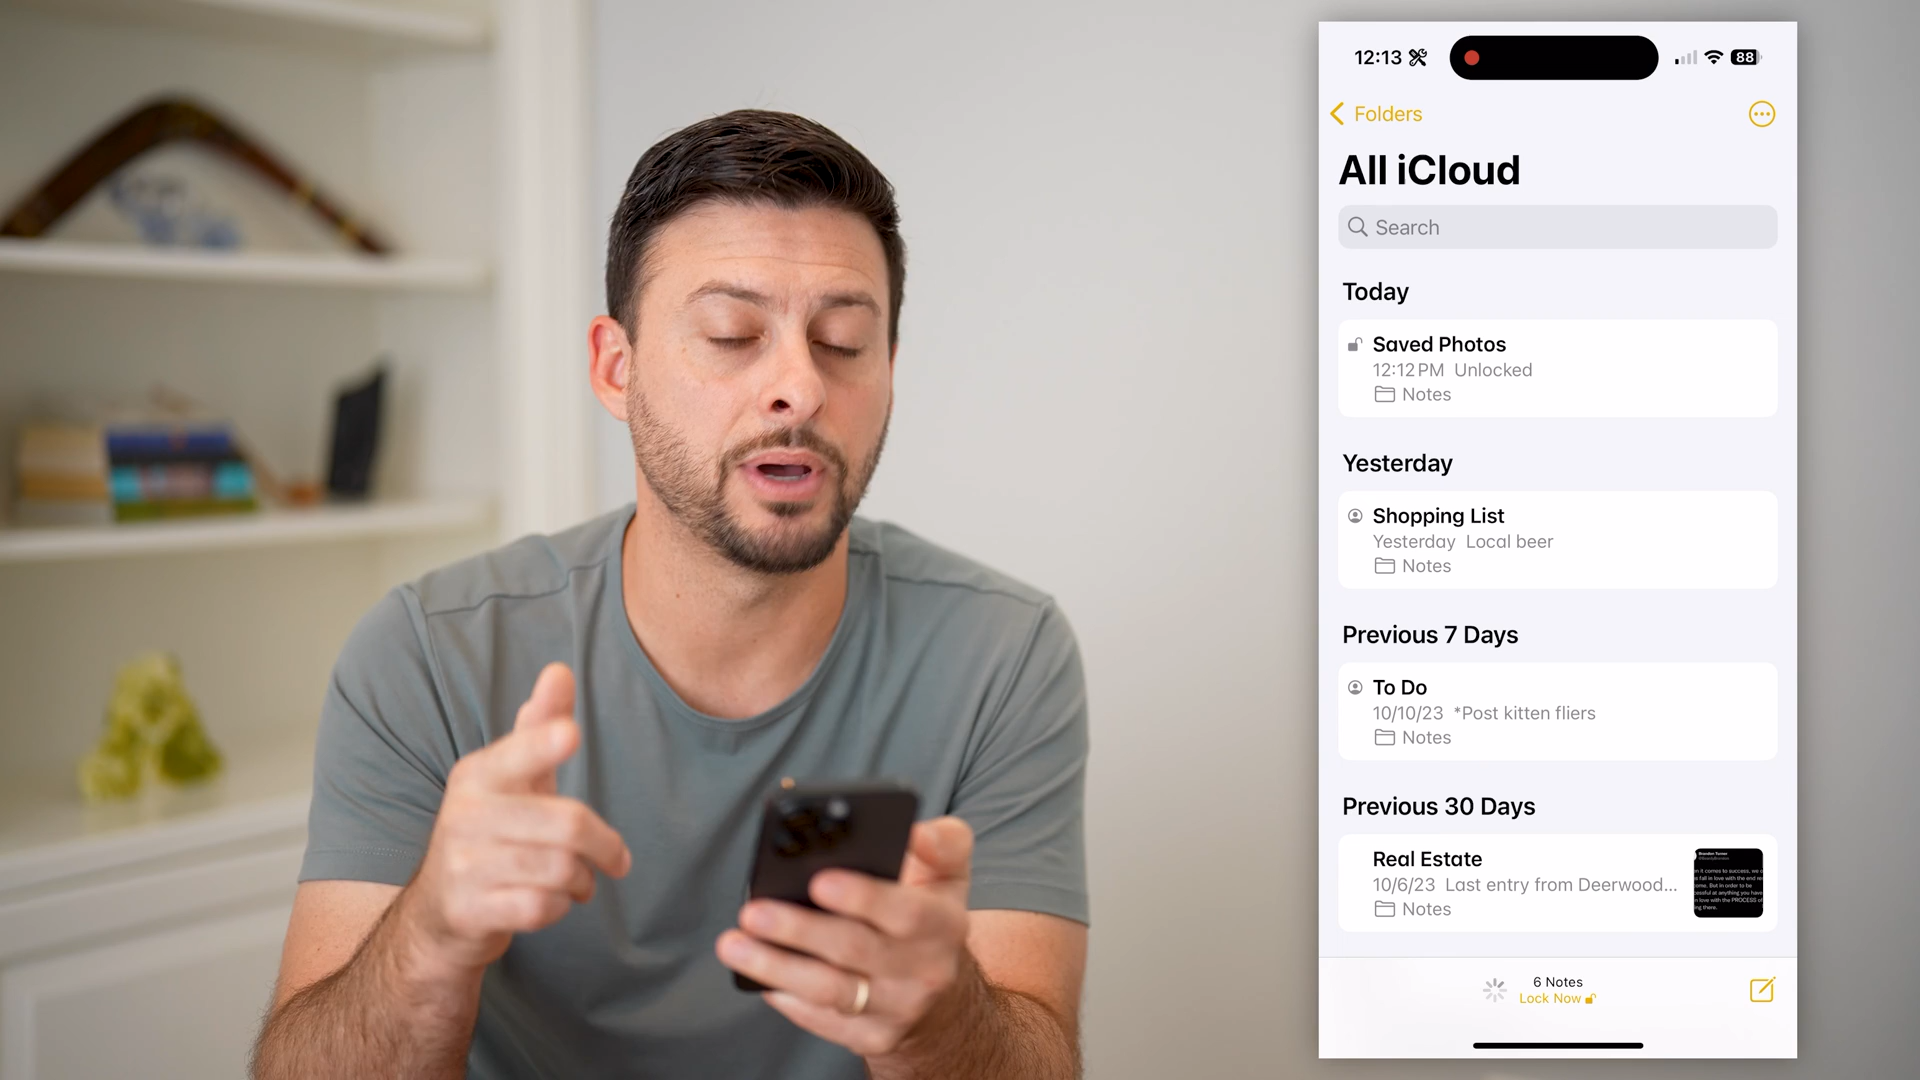 12:13
88
Folders
All iCloud
Search
Today
Saved Photos
12:12 PM Unlocked
Notes
Yesterday
Shopping List
Yesterday Local beer
Notes
Previous 7 Days
To Do
10/10/23 *Post kitten fliers
Notes
Previous 30 Days
Real Estate
10/6/23 Last entry from Deerwood...
Notes
6 Notes
Lock Now